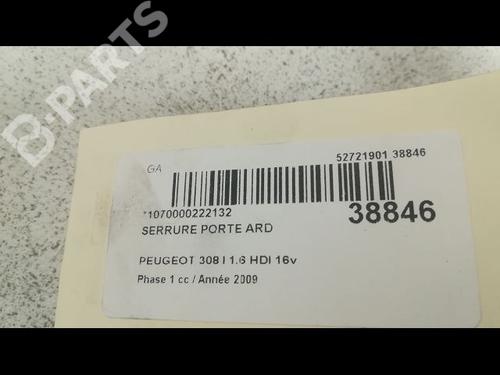 B-PARTS
GA
52721901 38846
*1070000222132
38846
SERRURE PORTE ARD
PEUGEOT 308 I 1.6 HDI 16v
Phase 1 cc / Année 2009